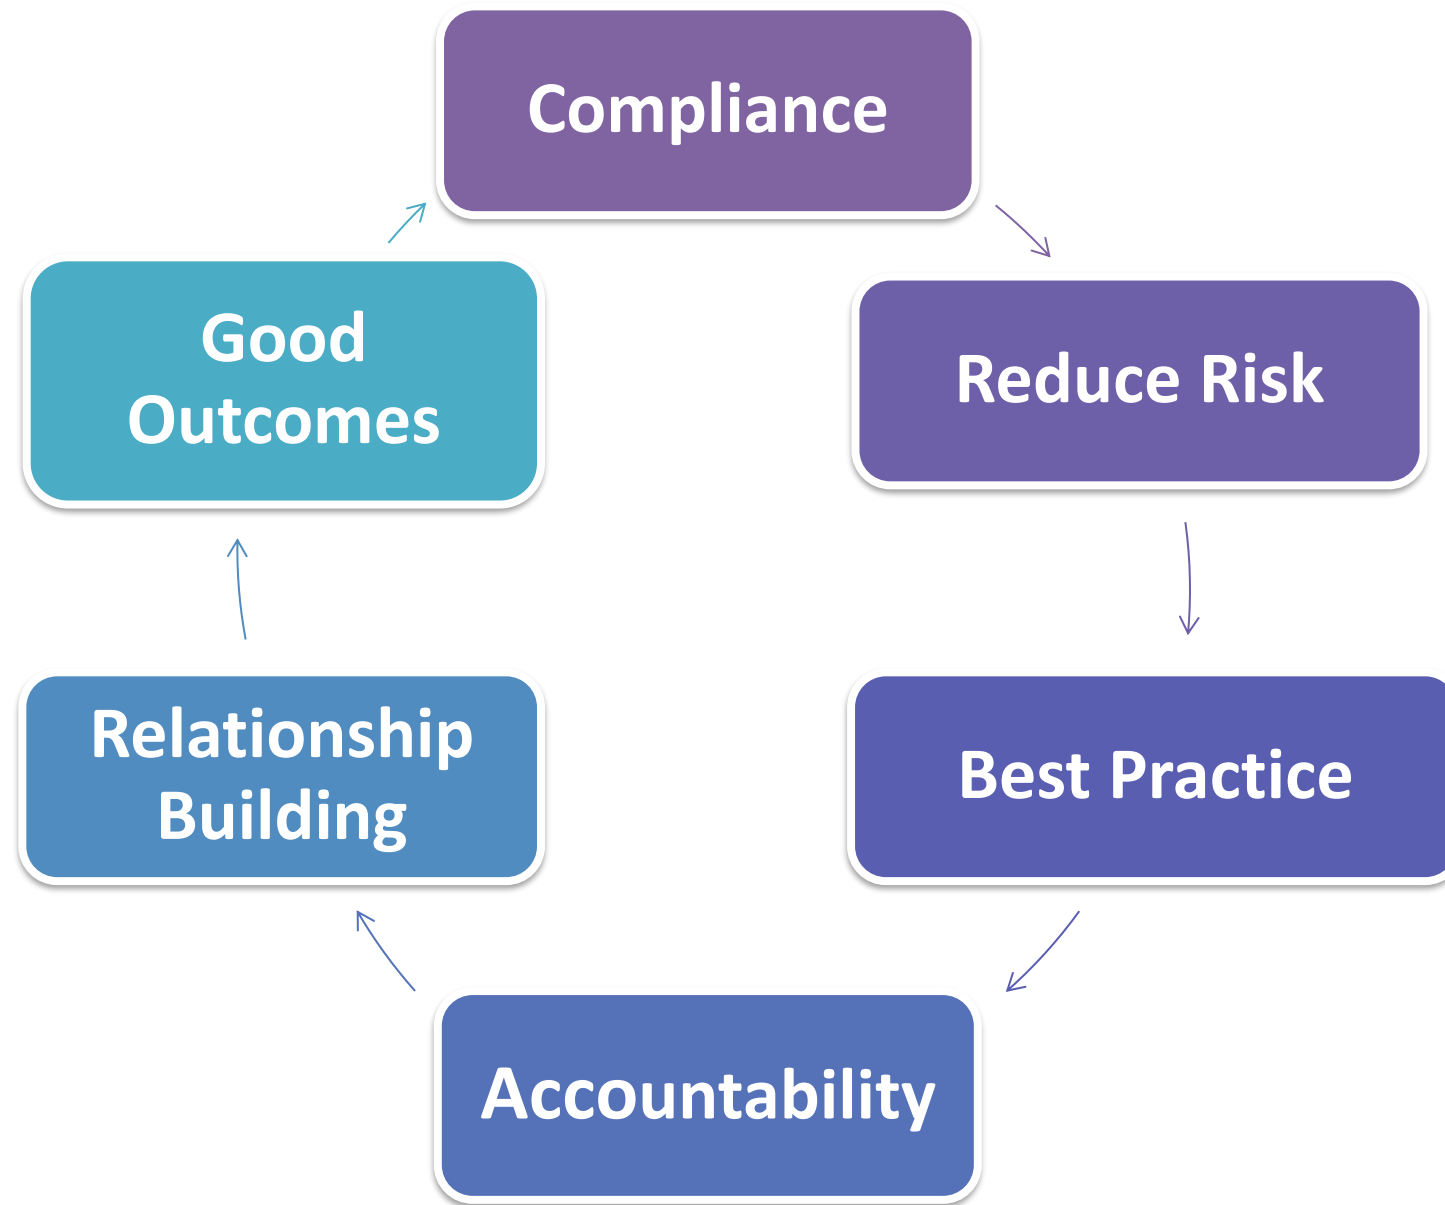 Compliance
Reduce Risk
Best Practice
Accountability
Relationship
Building
Good
Outcomes